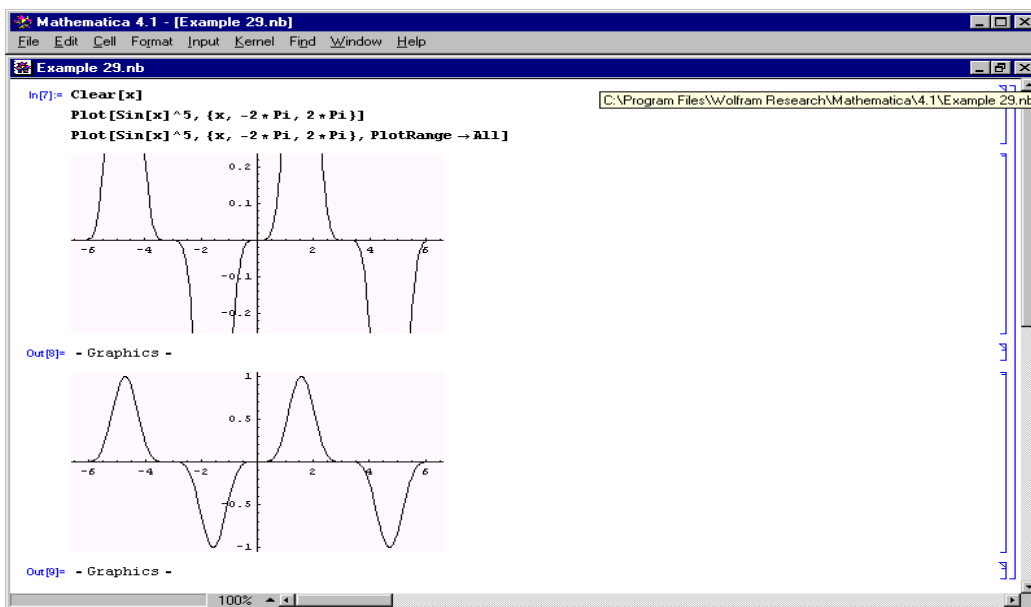 Mathematica 4.1 - [Example 29.nb]
File Edit Cell Format Input Kernel Find Window Help
Example 29.nb
In[7]:= Clear[x]
C:\Program Files\Wolfram Research\Mathematica\4.1\Example 29.nb
Plot[Sin[x]^5, {x, -2*Pi, 2*Pi}]
Plot[Sin[x]^5, {x, -2*Pi, 2*Pi}, PlotRange→All]
0.2
0.1
-6 -4 -2 2 4 6
-0.1
-0.2
Out[8]= - Graphics -
1
0.5
-6 -4 -2 2 4 6
-0.5
-1
Out[9]= - Graphics -
100%